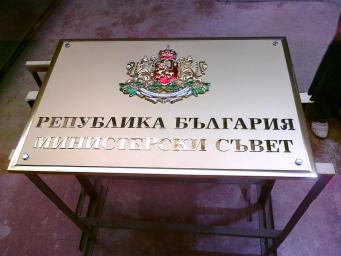 РЕПУБЛИКА БЪЛГАРИЯ
МИНИСТЕРСКИ СЪВЕТ